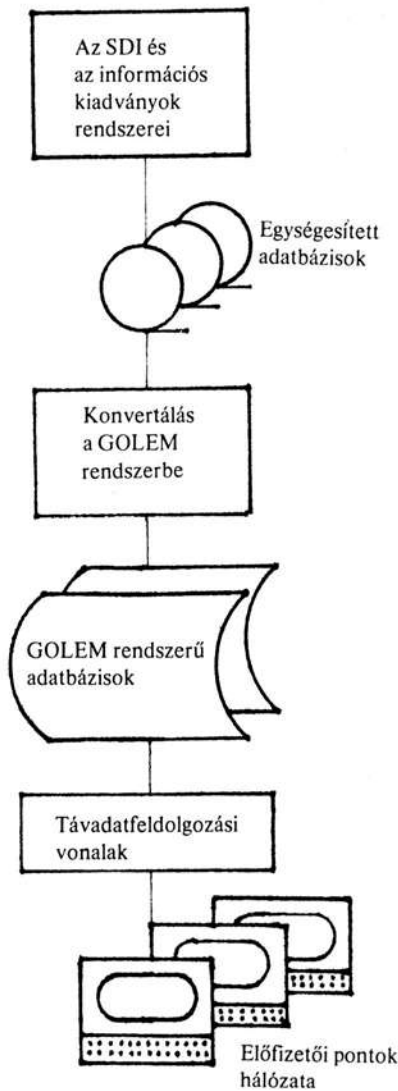 Az SDI és
az információs
kiadványok
rendszerei
Egységesített
adatbázisok
Konvertálás
a GOLEM
rendszerbe
GOLEM rendszerű
adatbázisok
Távadatfeldolgozási
vonalak
Előfizetői pontok
hálózata